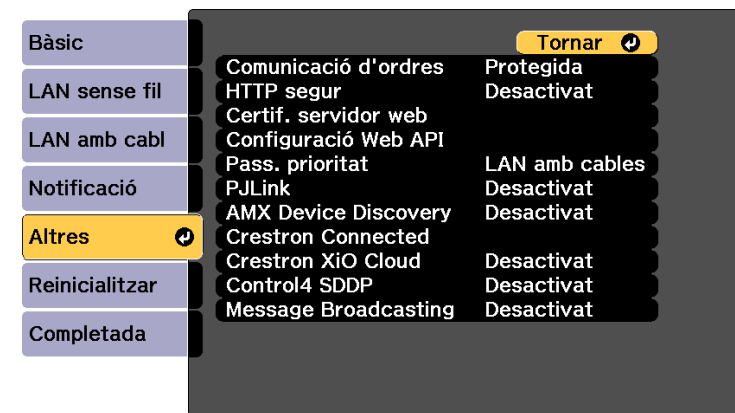 Bàsic
LAN sense fil
LAN amb cabl
Notificació
Altres
Reinicialitzar
Completada
Tornar
Comunicació d'ordres Protegida
HTTP segur Desactivat
Certif. servidor web
Configuració Web API
Pass. prioritat LAN amb cables
PJLink Desactivat
AMX Device Discovery Desactivat
Crestron Connected
Crestron XiO Cloud Desactivat
Control4 SDDP Desactivat
Message Broadcasting Desactivat